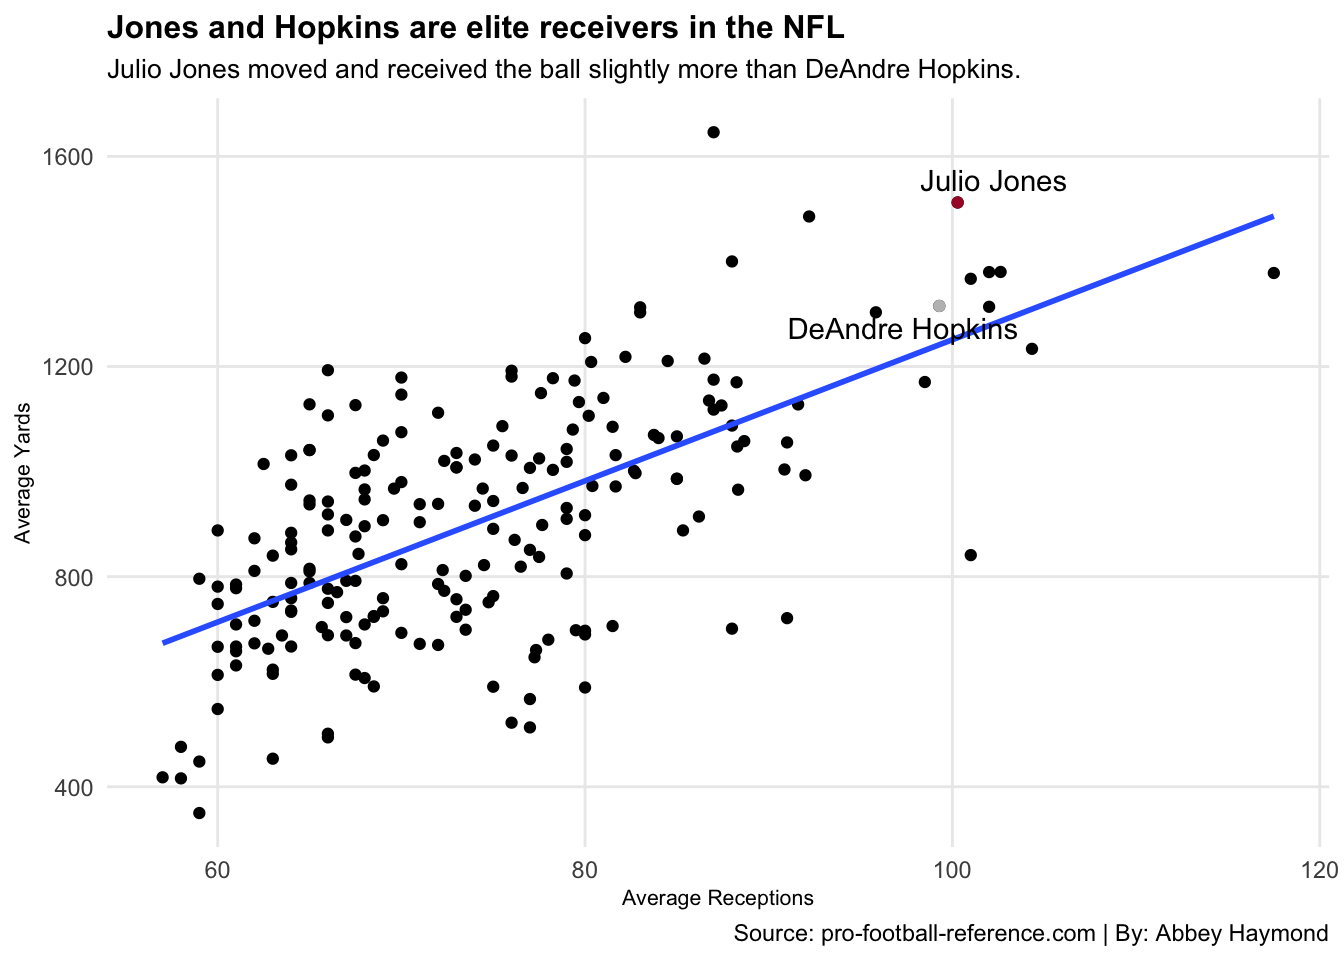 Jones and Hopkins are elite receivers in the NFL
Julio Jones moved and received the ball slightly more than DeAndre Hopkins.
1600
Julio Jones
DeAndre Hopkins
1200
Average Yards
800
400
60 80 100 120
Average Receptions
Source: pro-football-reference.com | By: Abbey Haymond